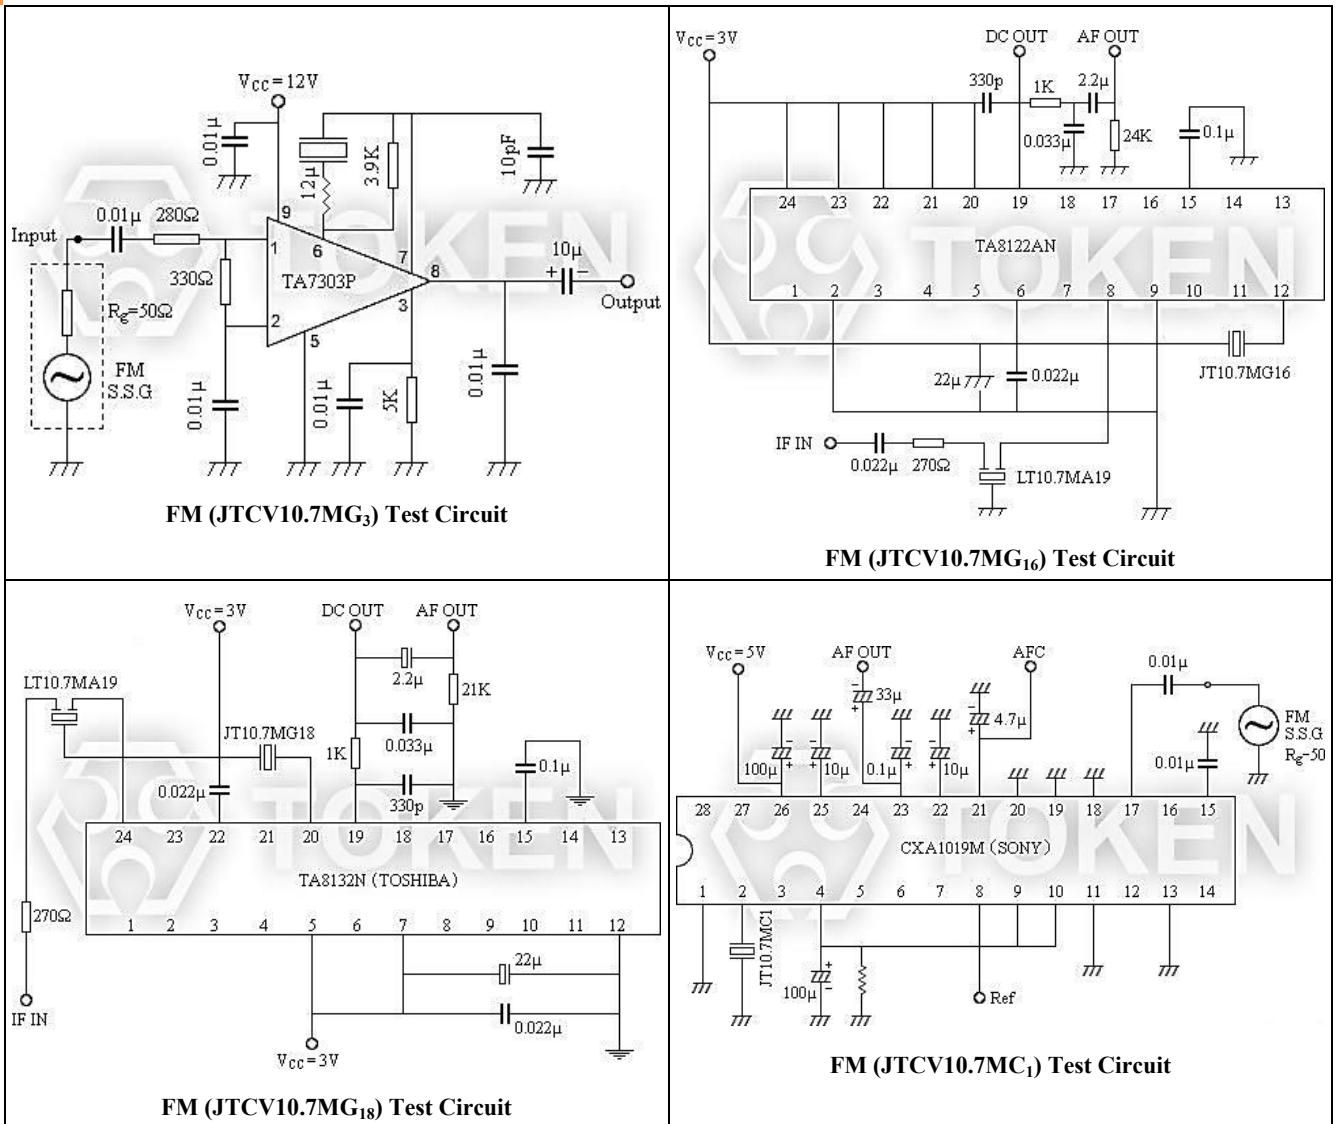 Vcc=12V
0.01μ
12μ
3.9K
10pF
TOKEN
Input
0.01μ
280Ω
9
1
6
7
TA7303P
8
10μ
+
−
Output
330Ω
Rg=50Ω
2
3
5
FM
S.S.G
0.01μ
0.01μ
5K
0.01μ
FM (JTCV10.7MG3) Test Circuit
Vcc=3V
DC OUT
AF OUT
330p
1K
2.2μ
0.033μ
24K
0.1μ
24 23 22 21 20 19 18 17 16 15 14 13
TOKEN
TA8122AN
1 2 3 4 5 6 7 8 9 10 11 12
22μ
0.022μ
JT10.7MG16
IF IN
0.022μ
270Ω
LT10.7MA19
FM (JTCV10.7MG16) Test Circuit
Vcc=3V
DC OUT
AF OUT
LT10.7MA19
2.2μ
21K
JT10.7MG18
1K
0.033μ
0.022μ
330p
0.1μ
TOKEN
24 23 22 21 20 19 18 17 16 15 14 13
TA8132N (TOSHIBA)
270Ω
1 2 3 4 5 6 7 8 9 10 11 12
22μ
0.022μ
IF IN
Vcc=3V
FM (JTCV10.7MG18) Test Circuit
Vcc=5V
AF OUT
AFC
0.01μ
−
33μ
+
−
4.7μ
+
FM
S.S.G
Rg-50
−
100μ
+
−
10μ
+
−
0.1μ
+
−
10μ
+
0.01μ
TOKEN
28 27 26 25 24 23 22 21 20 19 18 17 16 15
CXA1019M (SONY)
1 2 3 4 5 6 7 8 9 10 11 12 13 14
JT10.7MC1
+
100μ
−
Ref
FM (JTCV10.7MC1) Test Circuit